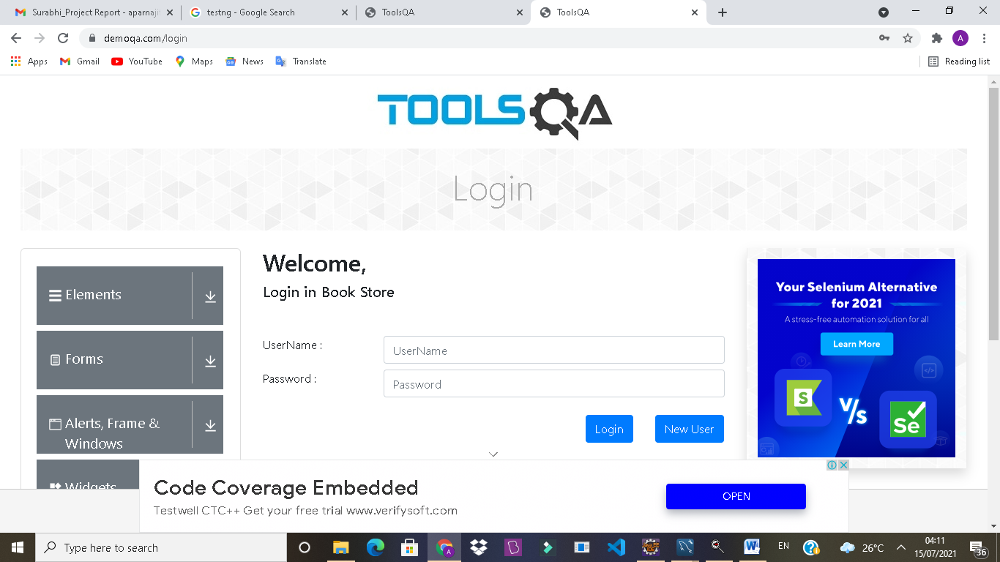 Surabhi_Project Report - aparnaji
testng - Google Search
ToolsQA
ToolsQA
demoqa.com/login
A
Apps
Gmail
YouTube
Maps
News
Translate
Reading list
TOOLSQA
Login
Elements
Forms
Alerts, Frame &
Windows
Widgets
Welcome,
Login in Book Store
UserName :
UserName
Password :
Password
Login
New User
Your Selenium Alternative
for 2021
A stress-free automation solution for all
Learn More
S
V/s
Se
Code Coverage Embedded
Testwell CTC++ Get your free trial www.verifysoft.com
OPEN
Type here to search
EN
26°C
04:11
15/07/2021
36